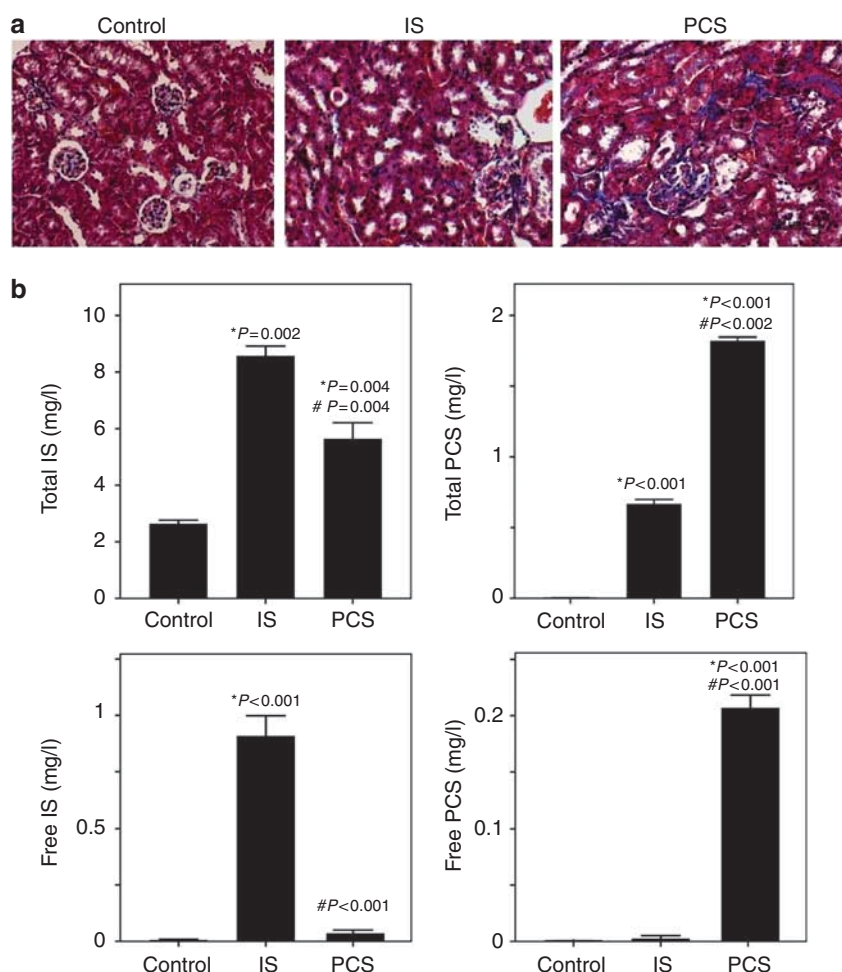 a
Control IS PCS
b
Total IS (mg/l)
10
8
6
4
2
0
*P=0.002
*P=0.004
# P=0.004
Control IS PCS
Total PCS (mg/l)
2
1
0
*P<0.001
*P<0.001
#P<0.002
Control IS PCS
Free IS (mg/l)
1
0.5
0
*P<0.001
#P<0.001
Control IS PCS
Free PCS (mg/l)
0.2
0.1
0
*P<0.001
#P<0.001
Control IS PCS